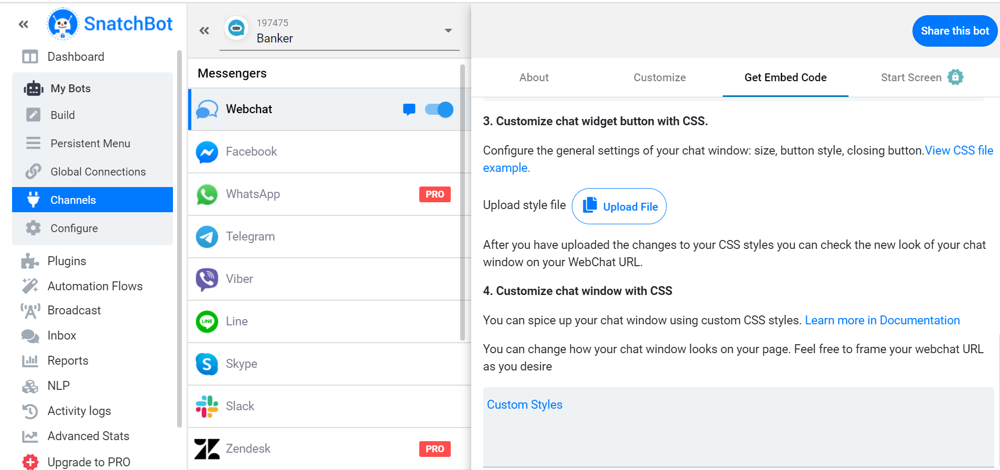 SnatchBot
Dashboard
My Bots
Build
Persistent Menu
Global Connections
Channels
Configure
Plugins
Automation Flows
Broadcast
Inbox
Reports
NLP
Activity logs
Advanced Stats
Upgrade to PRO
197475
Banker
Messengers
Webchat
Facebook
WhatsApp PRO
Telegram
Viber
LINE Line
Skype
Slack
Zendesk PRO
Share this bot
About Customize Get Embed Code Start Screen
3. Customize chat widget button with CSS.
Configure the general settings of your chat window: size, button style, closing button.View CSS file
example.
Upload style file Upload File
After you have uploaded the changes to your CSS styles you can check the new look of your chat
window on your WebChat URL.
4. Customize chat window with CSS
You can spice up your chat window using custom CSS styles. Learn more in Documentation
You can change how your chat window looks on your page. Feel free to frame your webchat URL
as you desire
Custom Styles